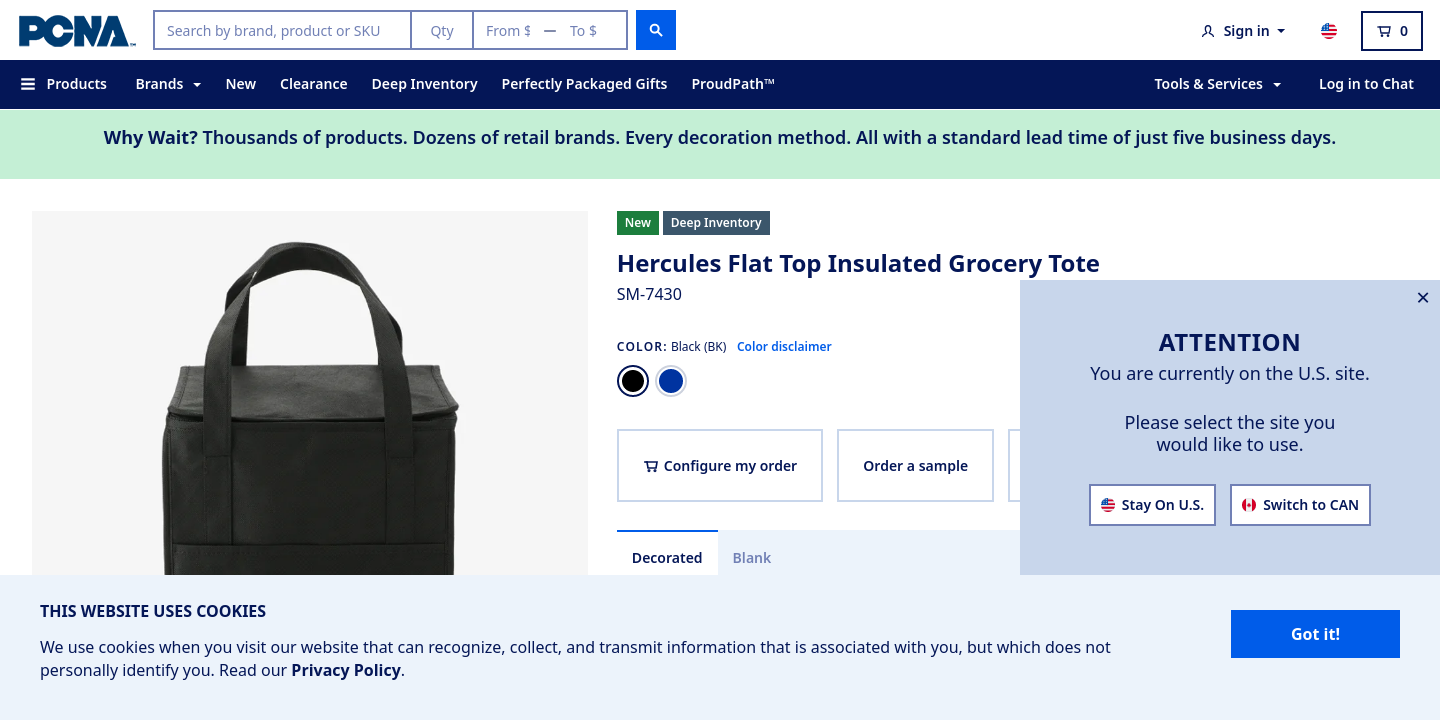 PCNA™
Search by brand, product or SKU
Qty
From $ — To $
Sign in
0
Products
Brands
New
Clearance
Deep Inventory
Perfectly Packaged Gifts
ProudPath™
Tools & Services
Log in to Chat
Why Wait? Thousands of products. Dozens of retail brands. Every decoration method. All with a standard lead time of just five business days.
New
Deep Inventory
Hercules Flat Top Insulated Grocery Tote
SM-7430
COLOR: Black (BK) Color disclaimer
Configure my order
Order a sample
Decorated
Blank
ATTENTION
You are currently on the U.S. site.
Please select the site you
would like to use.
Stay On U.S.
Switch to CAN
THIS WEBSITE USES COOKIES
We use cookies when you visit our website that can recognize, collect, and transmit information that is associated with you, but which does not
personally identify you. Read our Privacy Policy.
Got it!